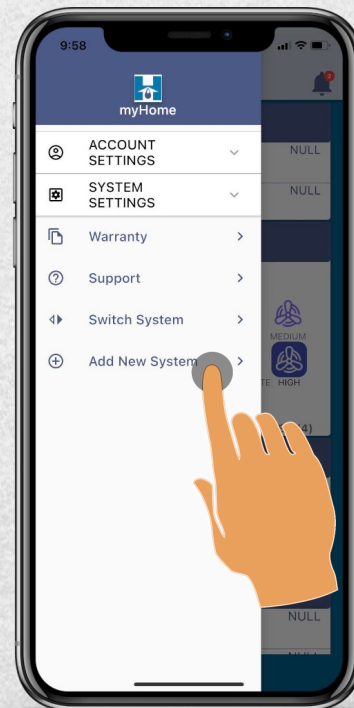 9:58
2
myHome
ACCOUNT
SETTINGS
SYSTEM
SETTINGS
Warranty
Support
Switch System
Add New System
NULL
NULL
MEDIUM
HIGH
NULL